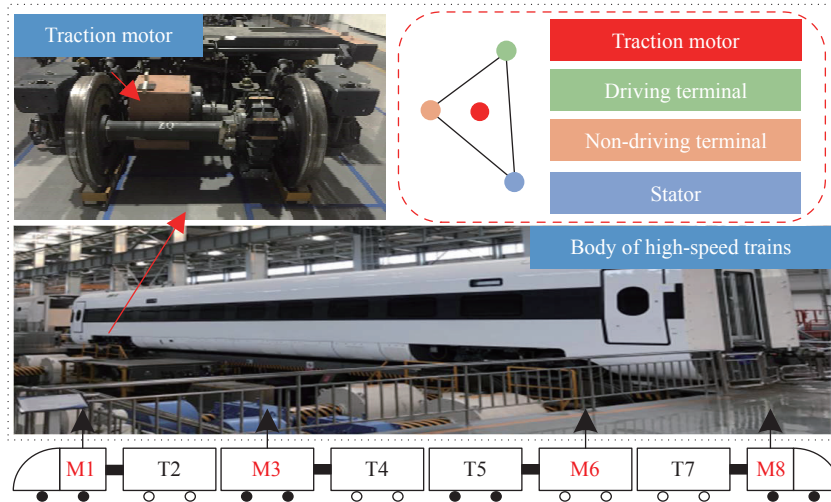 Traction motor
Traction motor
Driving terminal
Non-driving terminal
Stator
ZQ
Body of high-speed trains
M1 T2 M3 T4 T5 M6 T7 M8